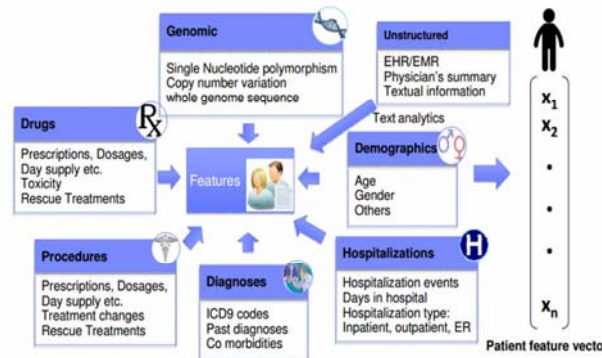 Genomic
Single Nucleotide polymorphism
Copy number variation
whole genome sequence
Unstructured
EHR/EMR
Physician's summary
Textual information
Text analytics
Drugs
Rx
Prescriptions, Dosages,
Day supply etc.
Toxicity
Rescue Treatments
Features
Demographics
Age
Gender
Others
Procedures
Prescriptions, Dosages,
Day supply etc.
Treatment changes
Rescue Treatments
Diagnoses
ICD9 codes
Past diagnoses
Co morbidities
Hospitalizations
H
Hospitalization events
Days in hospital
Hospitalization type:
Inpatient, outpatient, ER
x1
x2
.
.
.
xn
Patient feature vecto